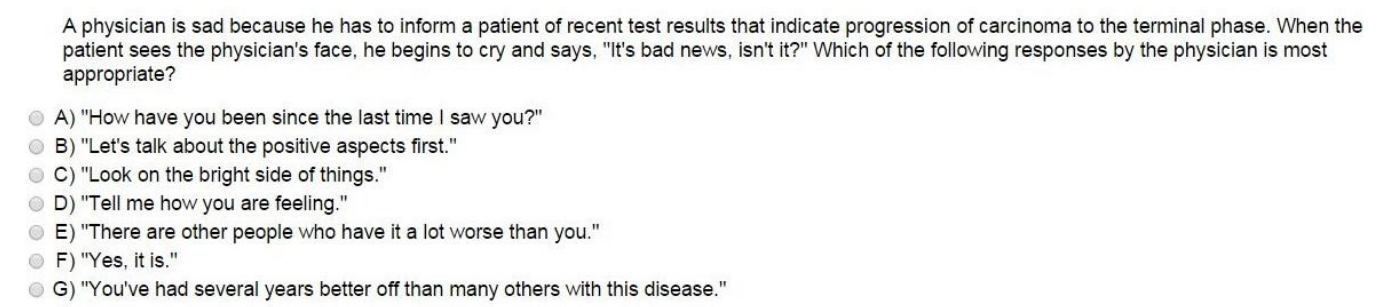 A physician is sad because he has to inform a patient of recent test results that indicate progression of carcinoma to the terminal phase. When the
patient sees the physician's face, he begins to cry and says, "It's bad news, isn't it?" Which of the following responses by the physician is most
appropriate?
A) "How have you been since the last time I saw you?"
B) "Let's talk about the positive aspects first."
C) "Look on the bright side of things."
D) "Tell me how you are feeling."
E) "There are other people who have it a lot worse than you."
F) "Yes, it is."
G) "You've had several years better off than many others with this disease."